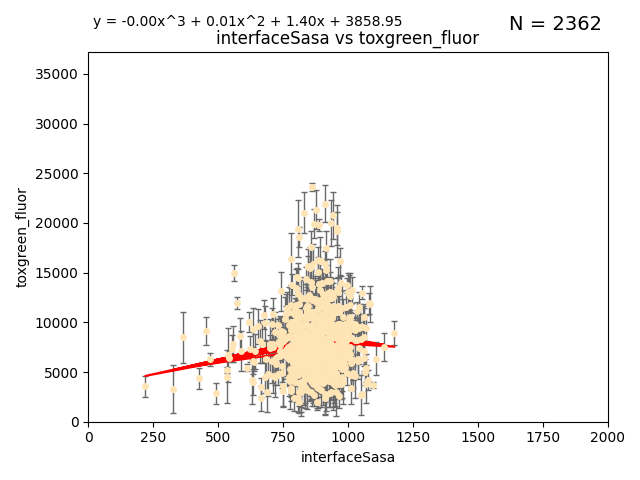 y = -0.00x^3 + 0.01x^2 + 1.40x + 3858.95
N = 2362
interfaceSasa vs toxgreen_fluor
35000
30000
25000
20000
15000
10000
5000
0
toxgreen_fluor
0 250 500 750 1000 1250 1500 1750 2000
interfaceSasa